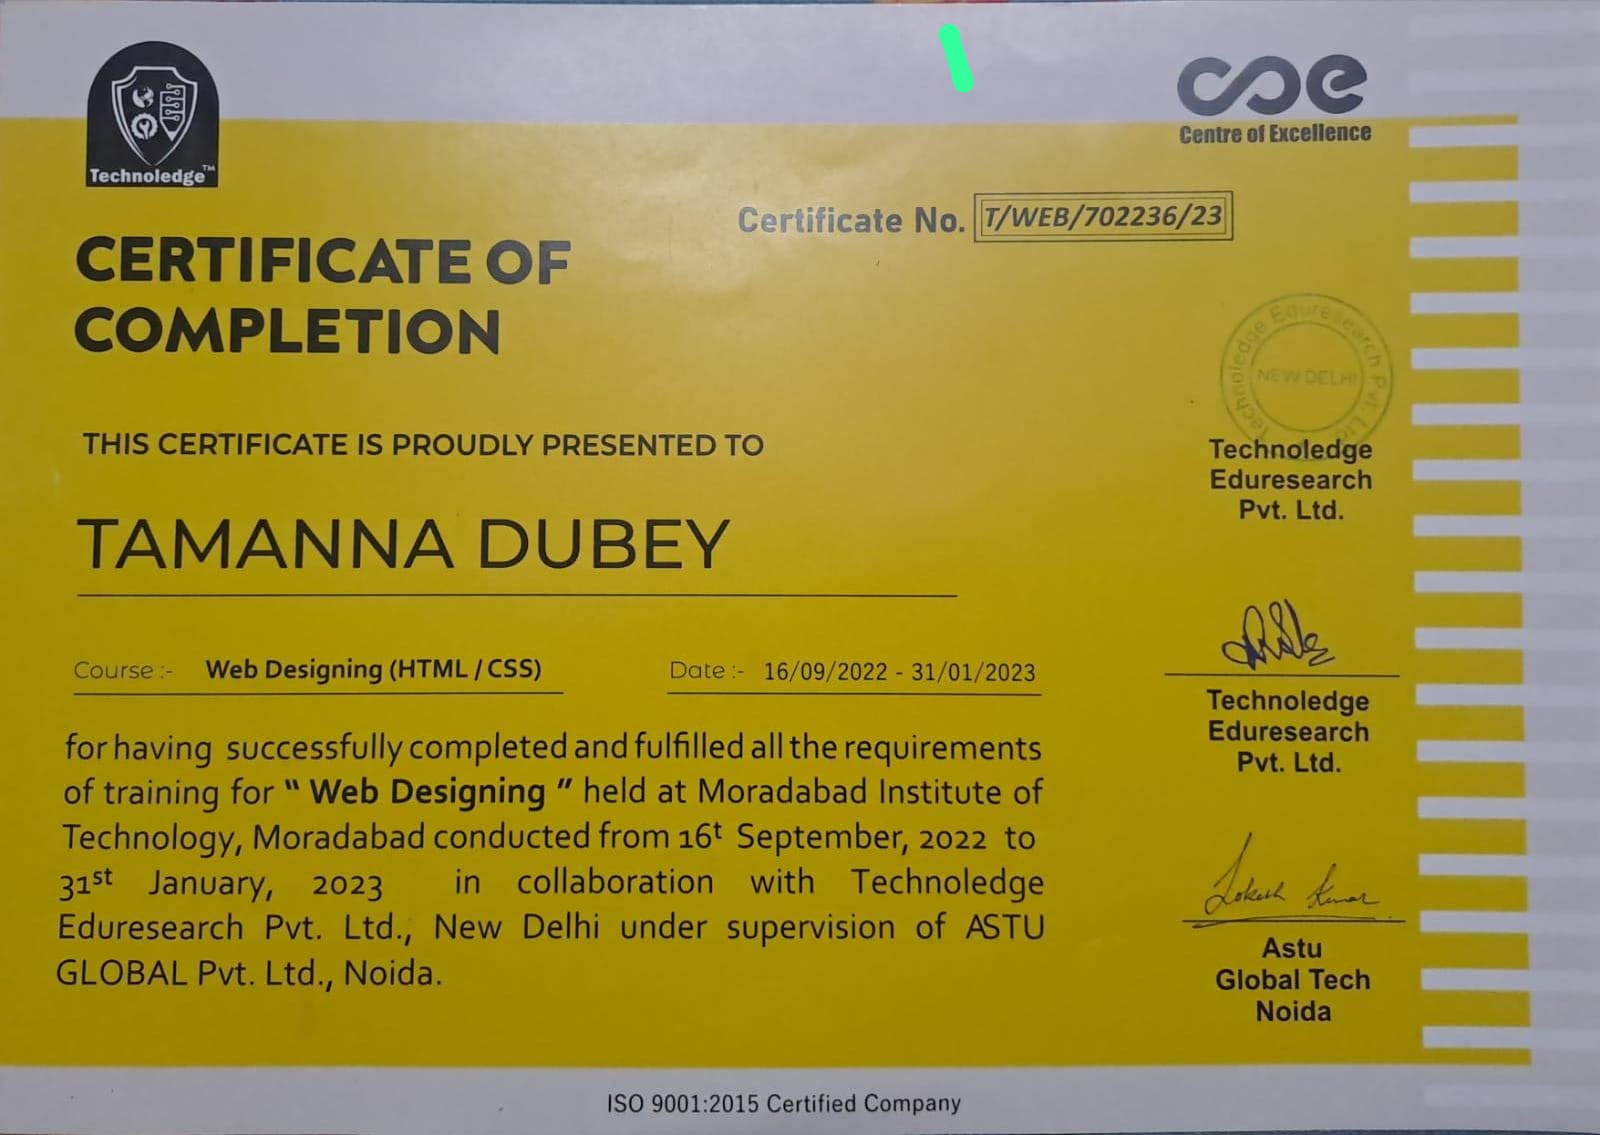 Technoledge™
coe
Centre of Excellence
Certificate No. T/WEB/702236/23
CERTIFICATE OF
COMPLETION
THIS CERTIFICATE IS PROUDLY PRESENTED TO
TAMANNA DUBEY
Course :- Web Designing (HTML / CSS)
Date :- 16/09/2022 - 31/01/2023
for having successfully completed and fulfilled all the requirements
of training for “ Web Designing ” held at Moradabad Institute of
Technology, Moradabad conducted from 16t September, 2022 to
31st January, 2023 in collaboration with Technoledge
Eduresearch Pvt. Ltd., New Delhi under supervision of ASTU
GLOBAL Pvt. Ltd., Noida.
Technoledge Eduresearch Pvt. Ltd.
NEW DELHI
Technoledge
Eduresearch
Pvt. Ltd.
Technoledge
Eduresearch
Pvt. Ltd.
Lokesh Kumar
Astu
Global Tech
Noida
ISO 9001:2015 Certified Company